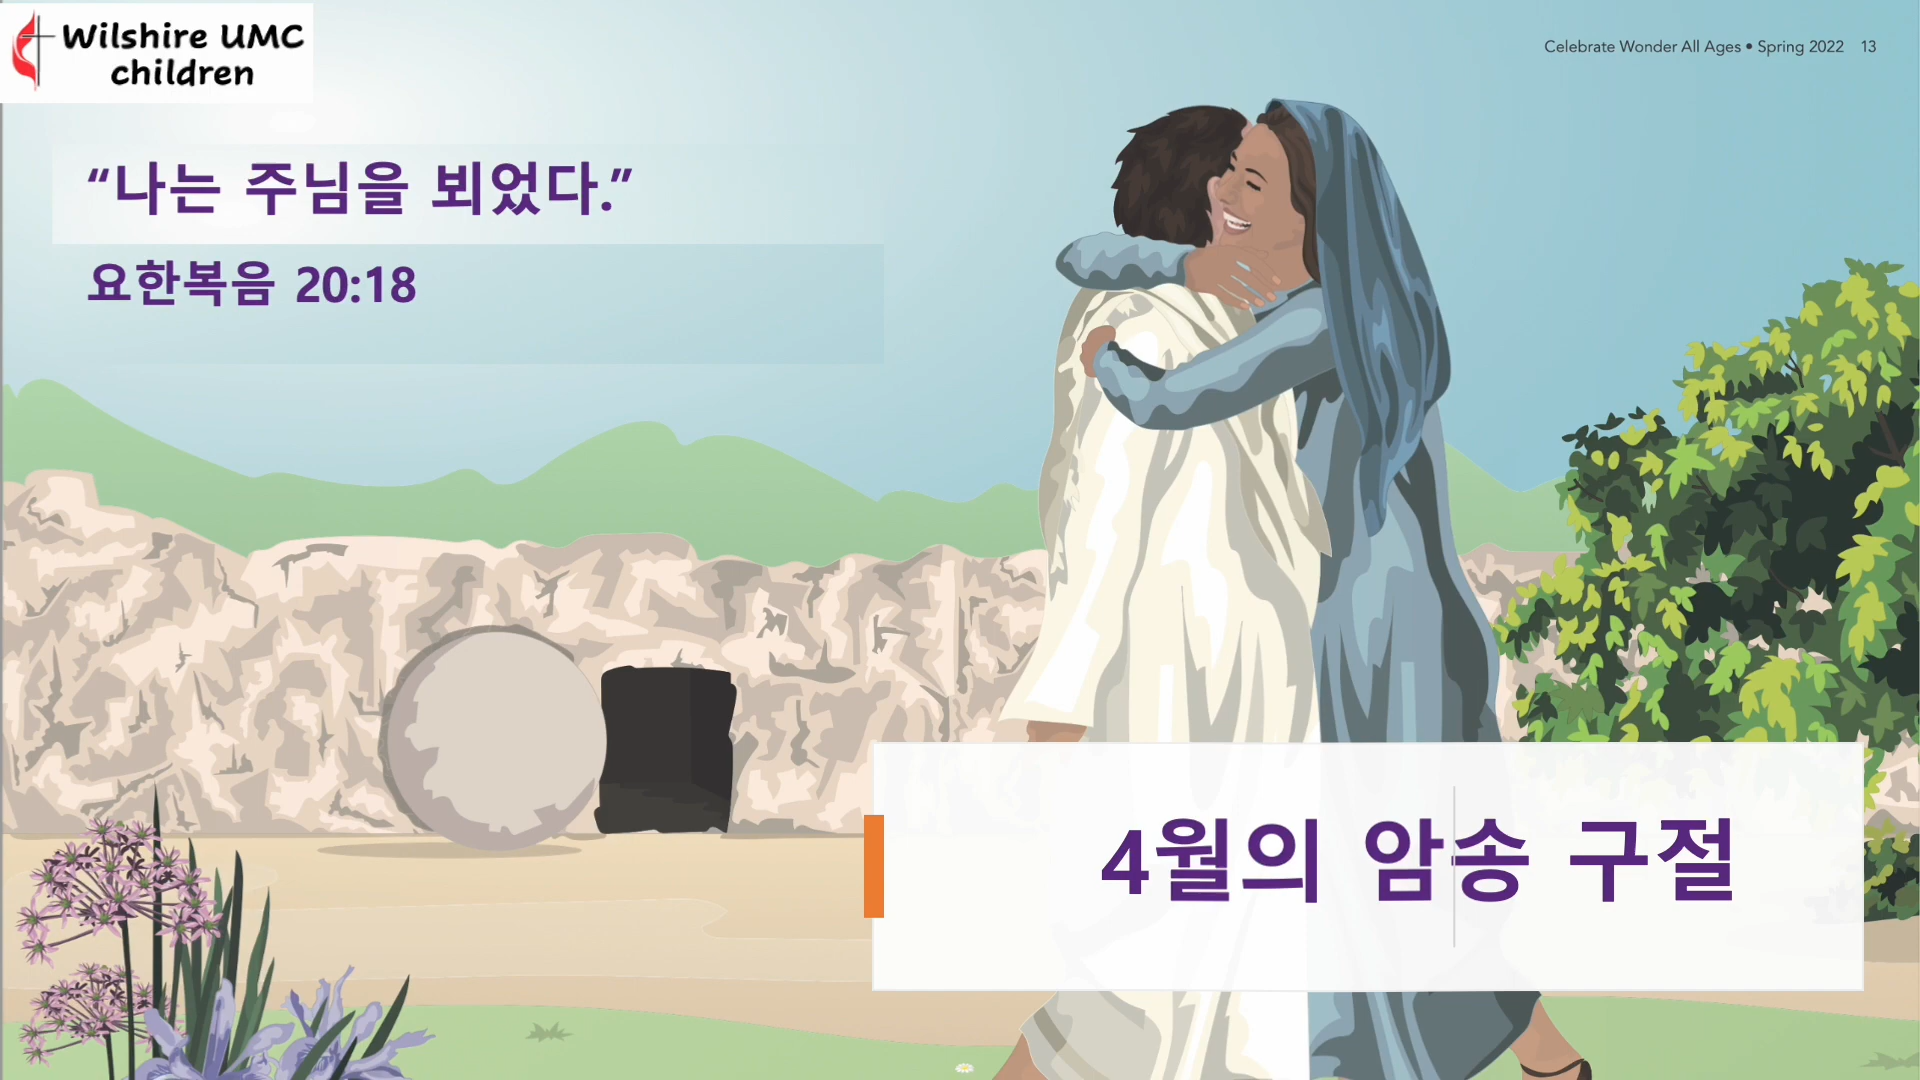 Wilshire UMC
children
Celebrate Wonder All Ages • Spring 2022 13
“나는 주님을 뵈었다.”
요한복음 20:18
4월의 암송 구절